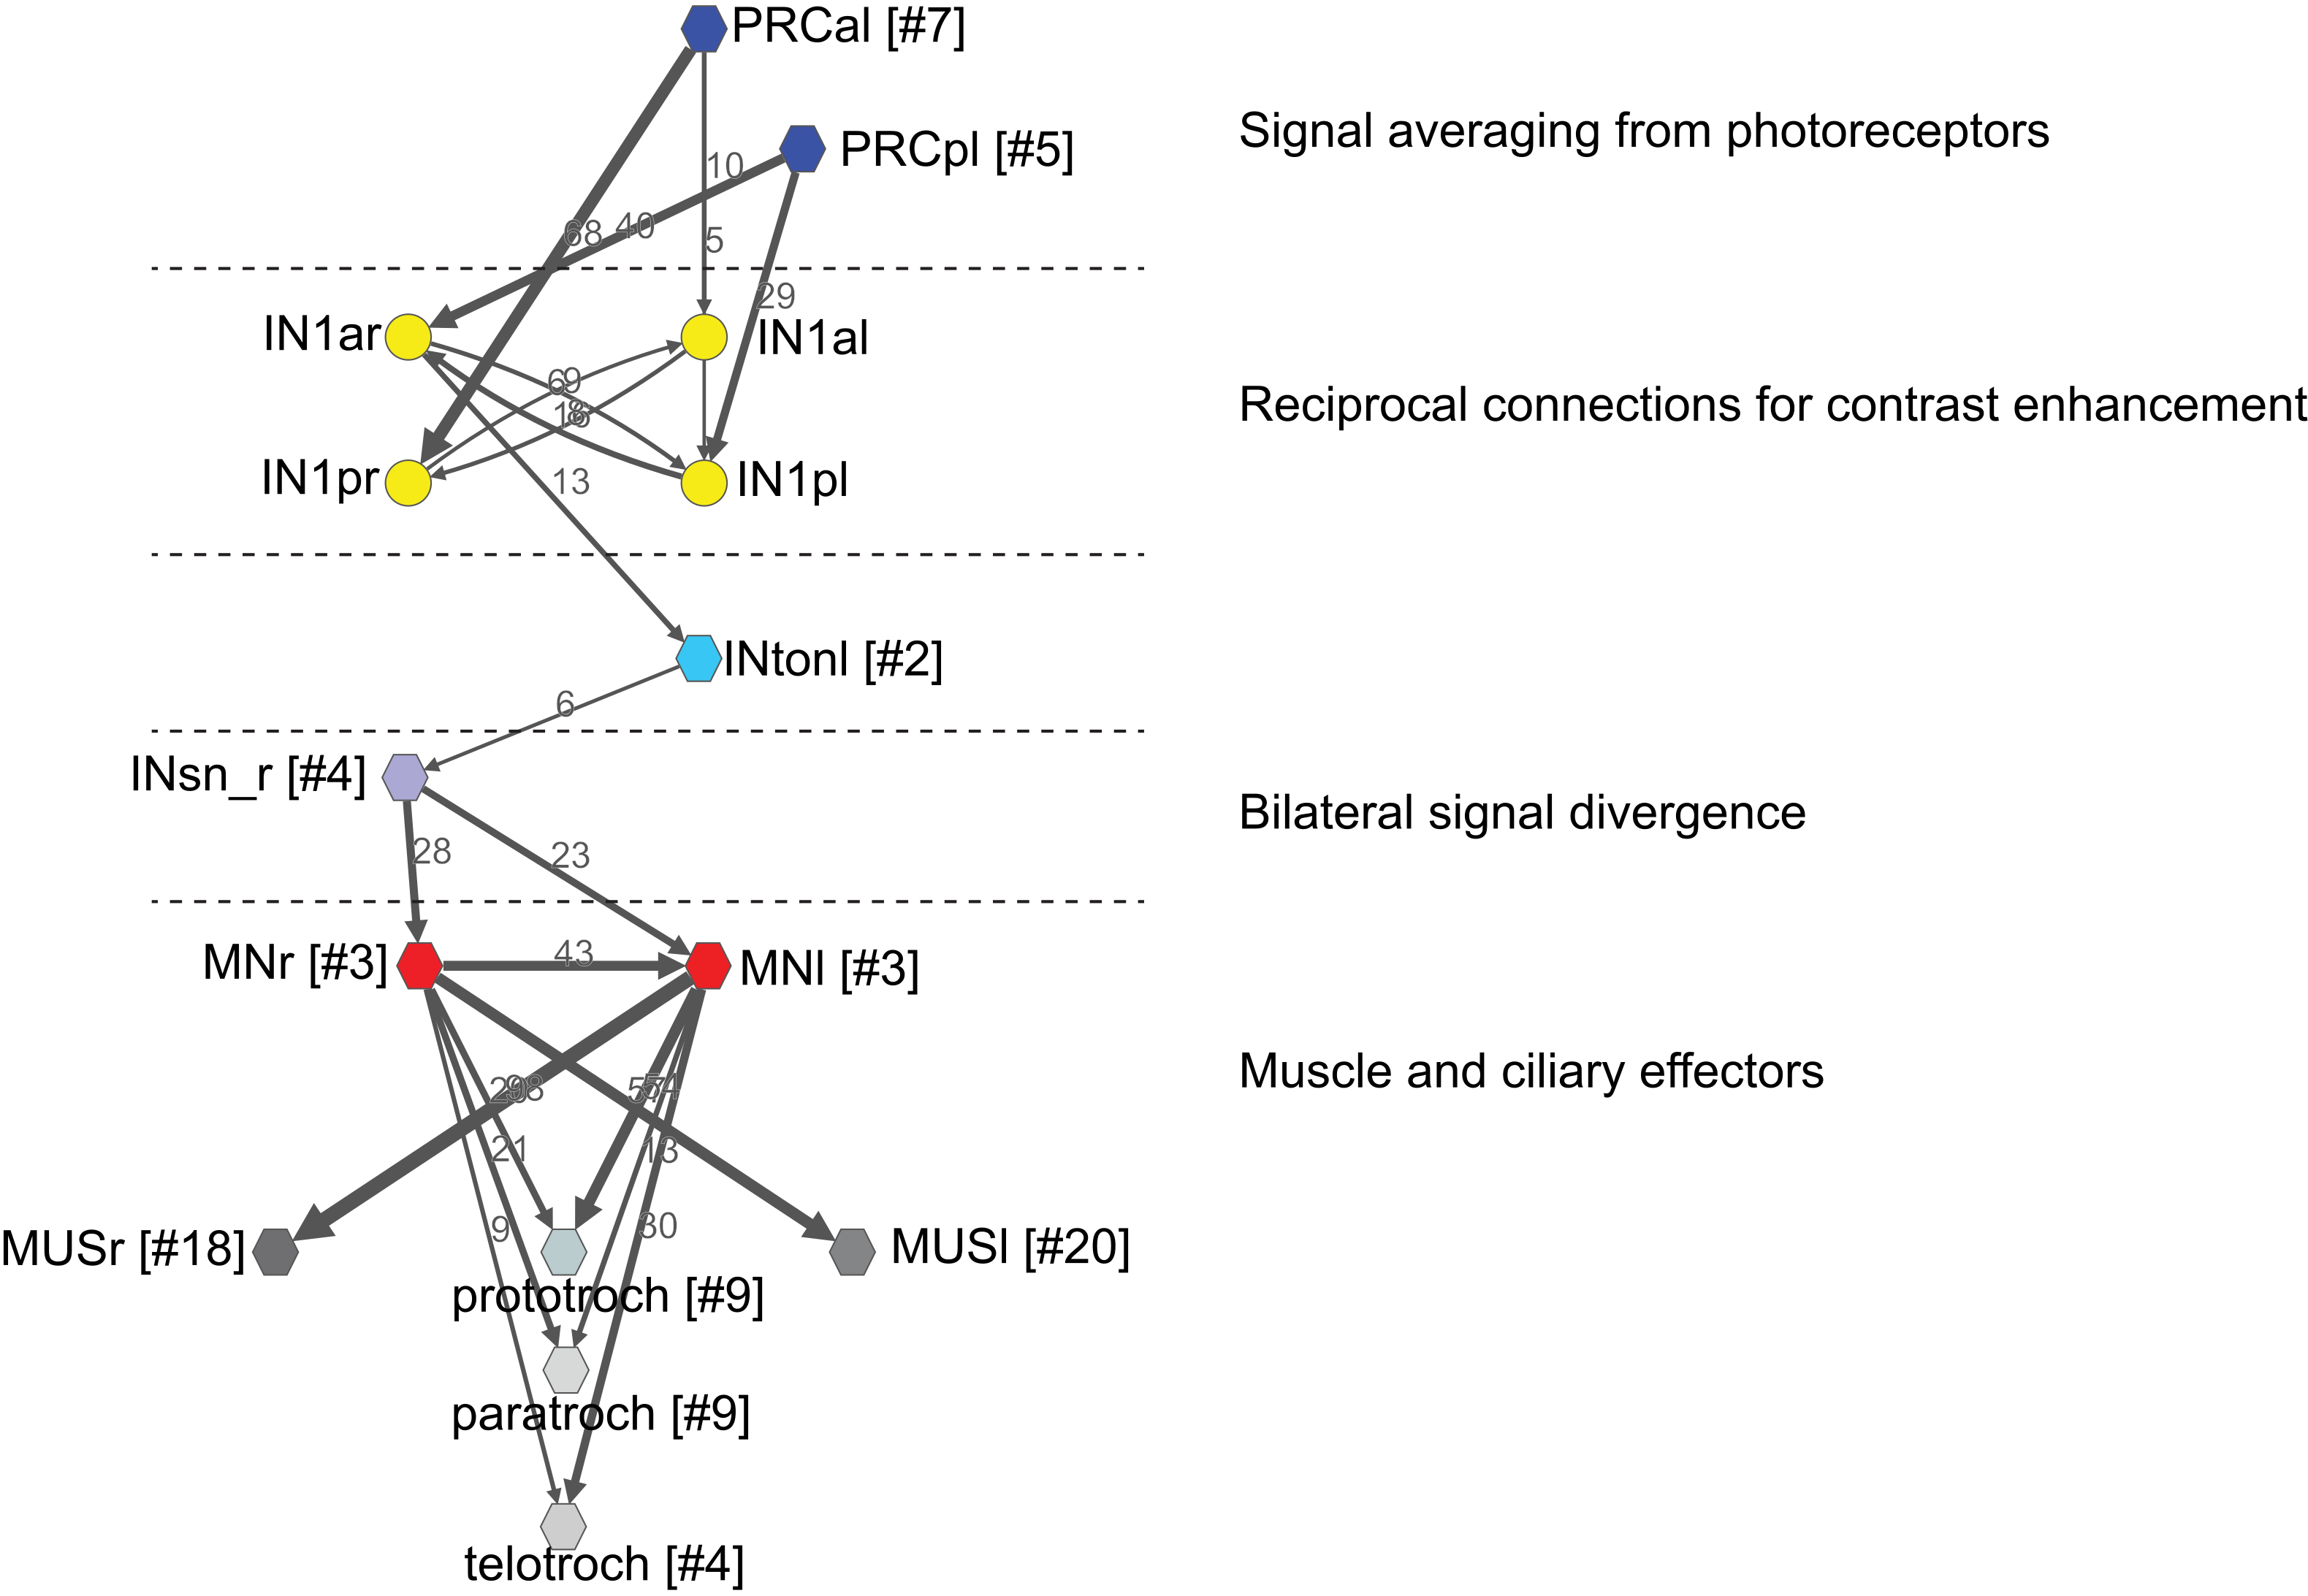 PRCal [#7]
PRCpl [#5]
Signal averaging from photoreceptors
10
68
40
5
29
IN1ar
IN1al
69
Reciprocal connections for contrast enhancement
IN1pr
13
IN1pl
INtonl [#2]
6
INsn_r [#4]
Bilateral signal divergence
28
23
MNr [#3]
43
MNl [#3]
Muscle and ciliary effectors
21
13
9
30
MUSr [#18]
MUSl [#20]
prototroch [#9]
paratroch [#9]
telotroch [#4]